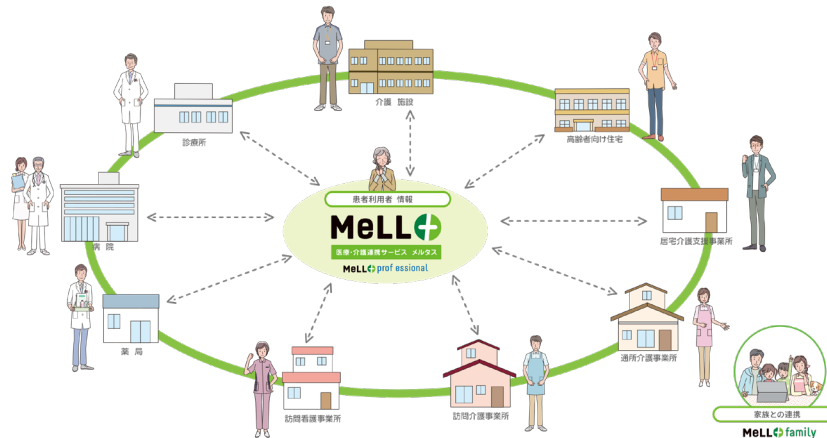 介護 施設
診療所
高齢者向け住宅
患者利用者 情報
MeLL+
医療・介護連携サービス メルタス
MeLL+professional
病 院
居宅介護支援事業所
薬 局
通所介護事業所
訪問看護事業所
訪問介護事業所
家族との連携
MeLL+family